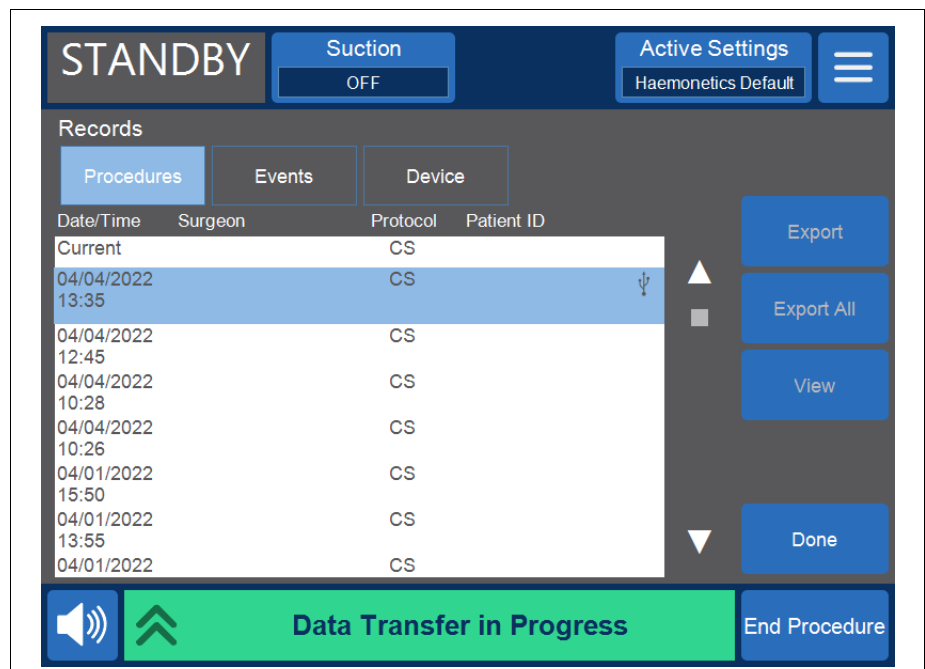 STANDBY
Suction
OFF
Active Settings
Haemonetics Default
Records
Procedures Events Device
Date/Time Surgeon Protocol Patient ID
Current CS
04/04/2022 CS
13:35
04/04/2022 CS
12:45
04/04/2022 CS
10:28
04/04/2022 CS
10:26
04/01/2022 CS
15:50
04/01/2022 CS
13:55
04/01/2022 CS
Export
Export All
View
Done
Data Transfer in Progress
End Procedure